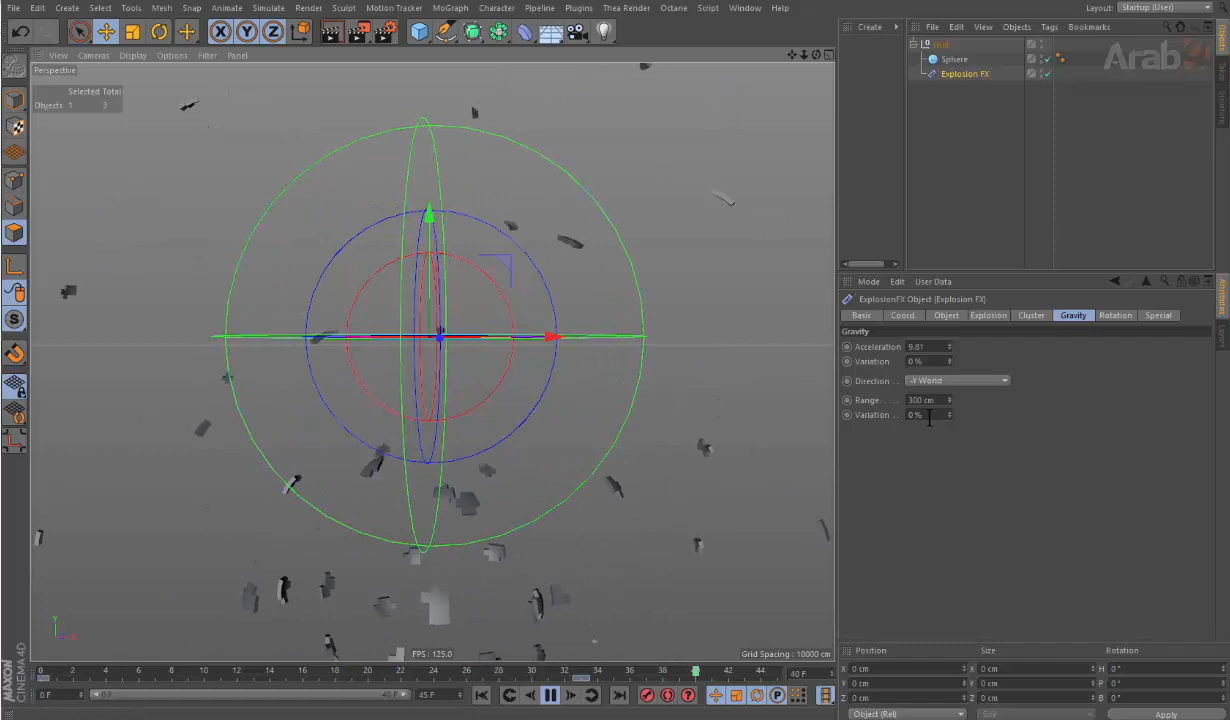 File Edit Create Select Tools Mesh Snap Animate Simulate Render Sculpt Motion Tracker MoGraph Character Pipeline Plugins Thea Render Octane Script Window Help
Layout: Startup (User)
View Cameras Display Options Filter Panel
Create
File Edit View Objects Tags Bookmarks
Perspective
Selected Total
Objects 1 3
Sphere
Explosion FX
Arab
Objects
Structure
Mode Edit User Data
ExplosionFX Object [Explosion FX]
Basic Coord. Object Explosion Cluster Gravity Rotation Special
Gravity
Acceleration 9.81
Variation . . 0 %
Direction . . -Y World
Range. . . . . 300 cm
Variation . . 0 %
Attributes
Layers
Y
FPS : 125.0
Grid Spacing : 10000 cm
0 2 4 6 8 10 12 14 16 18 20 22 24 26 28 30 32 34 36 38 40 42 44 40 F
0 F 0 F 45 F 45 F
Position Size Rotation
X 0 cm X 0 cm H 0 °
Y 0 cm Y 0 cm P 0 °
Z 0 cm Z 0 cm B 0 °
Object (Rel) Size Apply
MAXON
CINEMA 4D